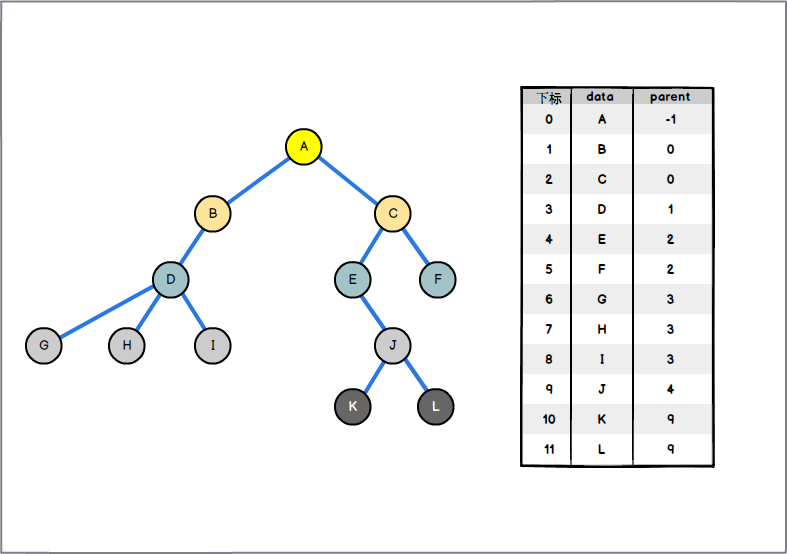 A
B
C
D
E
F
G
H
I
J
K
L
下标 data parent
0 A -1
1 B 0
2 C 0
3 D 1
4 E 2
5 F 2
6 G 3
7 H 3
8 I 3
9 J 4
10 K 9
11 L 9